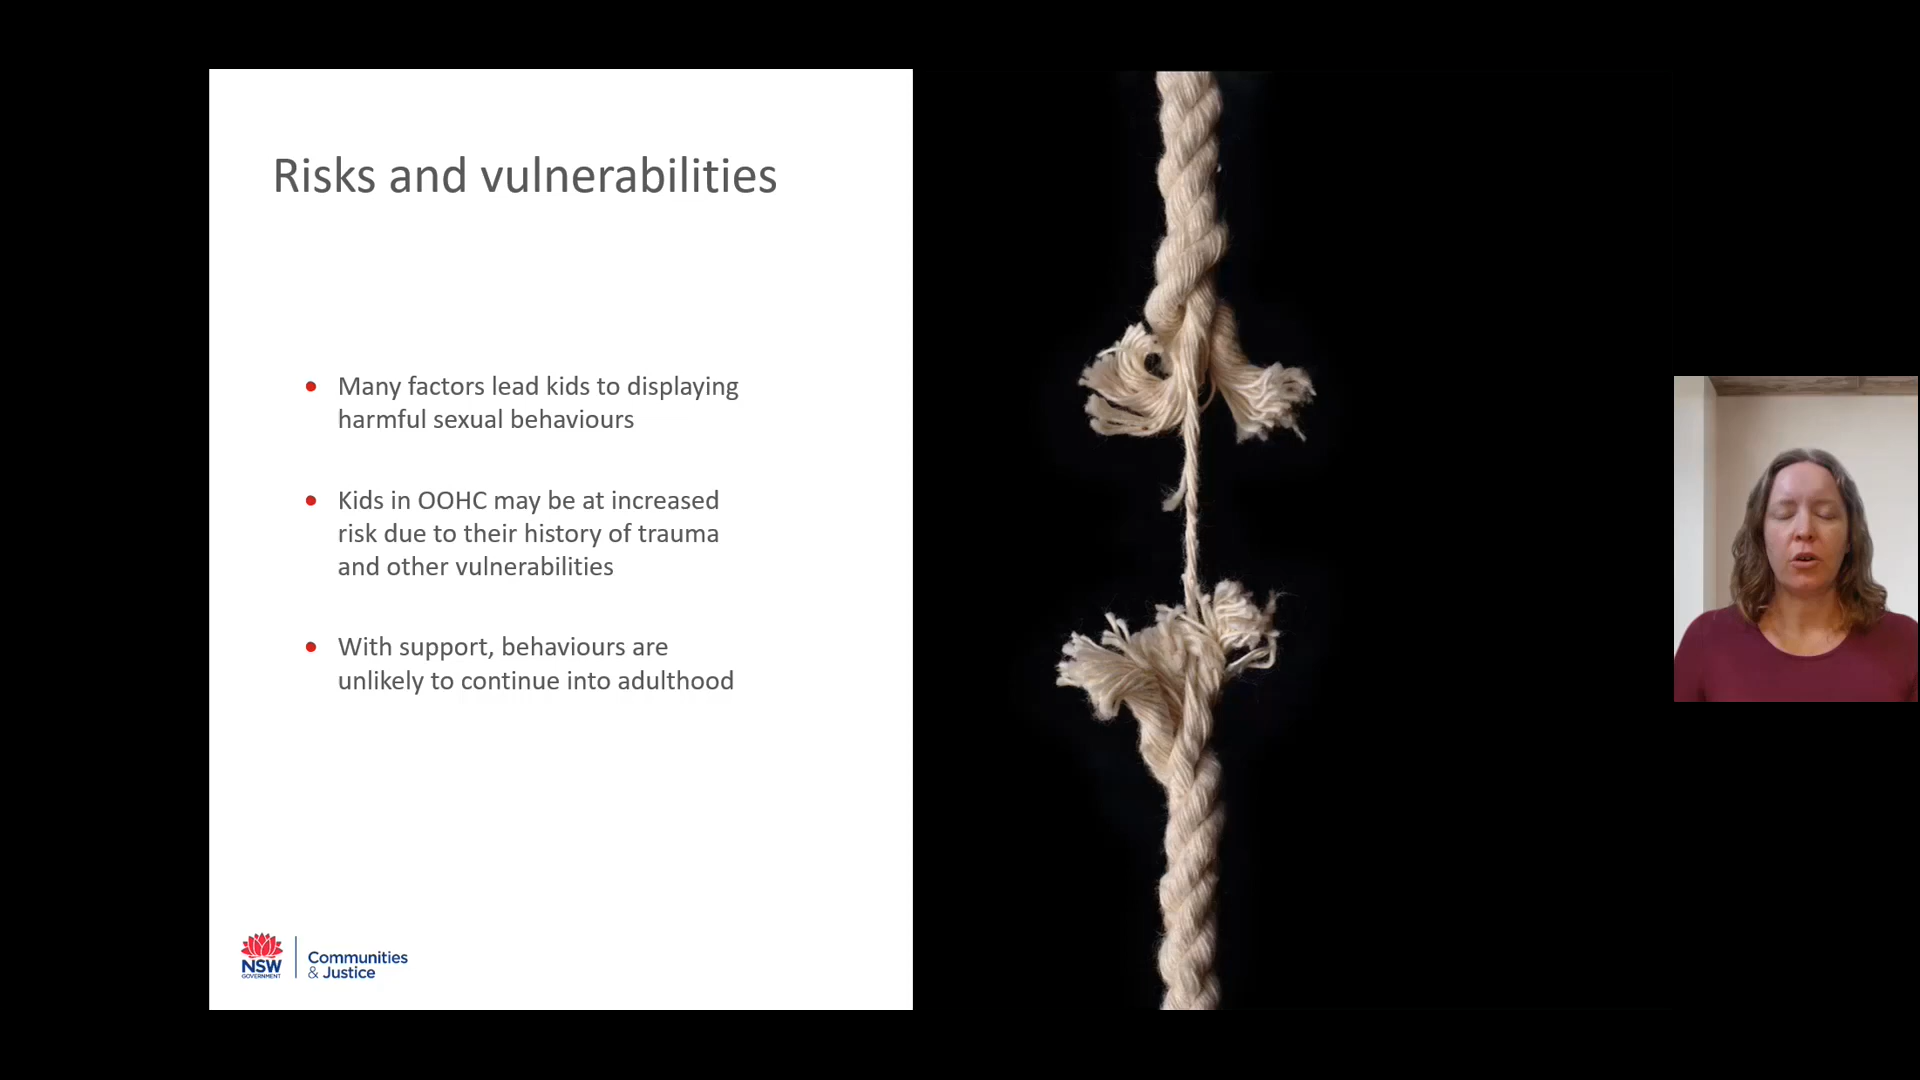 Risks and vulnerabilities
Many factors lead kids to displaying
harmful sexual behaviours
Kids in OOHC may be at increased
risk due to their history of trauma
and other vulnerabilities
With support, behaviours are
unlikely to continue into adulthood
NSW
GOVERNMENT
Communities
& Justice